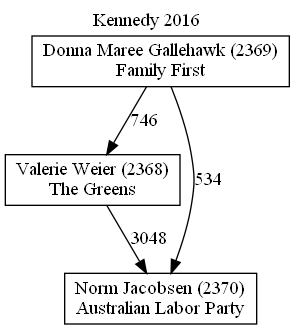 Kennedy 2016
Donna Maree Gallehawk (2369)
Family First
746
Valerie Weier (2368)
The Greens
534
3048
Norm Jacobsen (2370)
Australian Labor Party